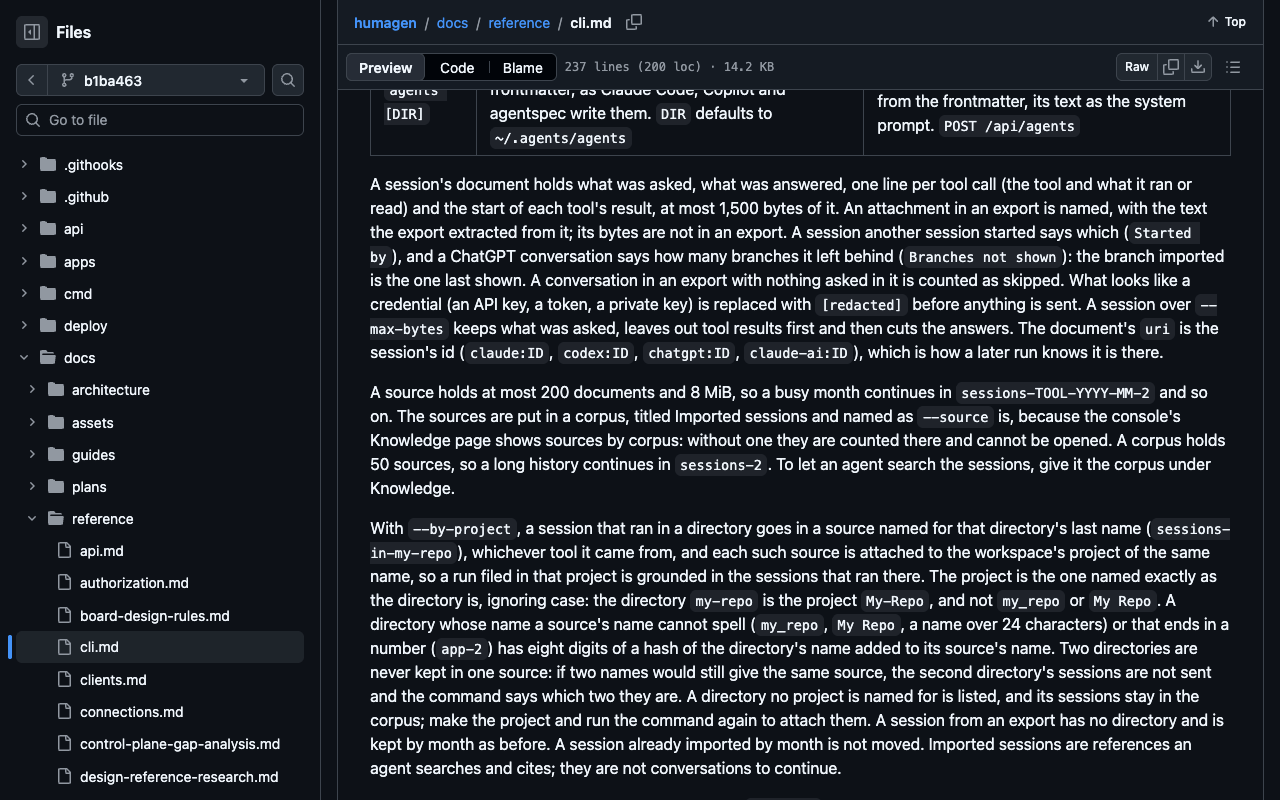 Files
b1ba463
Go to file
.githooks
.github
api
apps
cmd
deploy
docs
architecture
assets
guides
plans
reference
api.md
authorization.md
board-design-rules.md
cli.md
clients.md
connections.md
control-plane-gap-analysis.md
design-reference-research.md
humagen / docs / reference / cli.md
Top
Preview Code Blame 237 lines (200 loc) · 14.2 KB
Raw
agents
[DIR]
frontmatter, as Claude Code, Copilot and
agentspec write them. DIR defaults to
~/.agents/agents
from the frontmatter, its text as the system
prompt. POST /api/agents
A session's document holds what was asked, what was answered, one line per tool call (the tool and what it ran or
read) and the start of each tool's result, at most 1,500 bytes of it. An attachment in an export is named, with the text
the export extracted from it; its bytes are not in an export. A session another session started says which ( Started
by ), and a ChatGPT conversation says how many branches it left behind ( Branches not shown ): the branch imported
is the one last shown. A conversation in an export with nothing asked in it is counted as skipped. What looks like a
credential (an API key, a token, a private key) is replaced with [redacted] before anything is sent. A session over --
max-bytes keeps what was asked, leaves out tool results first and then cuts the answers. The document's uri is the
session's id ( claude:ID , codex:ID , chatgpt:ID , claude-ai:ID ), which is how a later run knows it is there.
A source holds at most 200 documents and 8 MiB, so a busy month continues in sessions-TOOL-YYYY-MM-2 and so
on. The sources are put in a corpus, titled Imported sessions and named as --source is, because the console's
Knowledge page shows sources by corpus: without one they are counted there and cannot be opened. A corpus holds
50 sources, so a long history continues in sessions-2 . To let an agent search the sessions, give it the corpus under
Knowledge.
With --by-project , a session that ran in a directory goes in a source named for that directory's last name ( sessions-
in-my-repo ), whichever tool it came from, and each such source is attached to the workspace's project of the same
name, so a run filed in that project is grounded in the sessions that ran there. The project is the one named exactly as
the directory is, ignoring case: the directory my-repo is the project My-Repo , and not my_repo or My Repo . A
directory whose name a source's name cannot spell ( my_repo , My Repo , a name over 24 characters) or that ends in a
number ( app-2 ) has eight digits of a hash of the directory's name added to its source's name. Two directories are
never kept in one source: if two names would still give the same source, the second directory's sessions are not sent
and the command says which two they are. A directory no project is named for is listed, and its sessions stay in the
corpus; make the project and run the command again to attach them. A session from an export has no directory and is
kept by month as before. A session already imported by month is not moved. Imported sessions are references an
agent searches and cites; they are not conversations to continue.